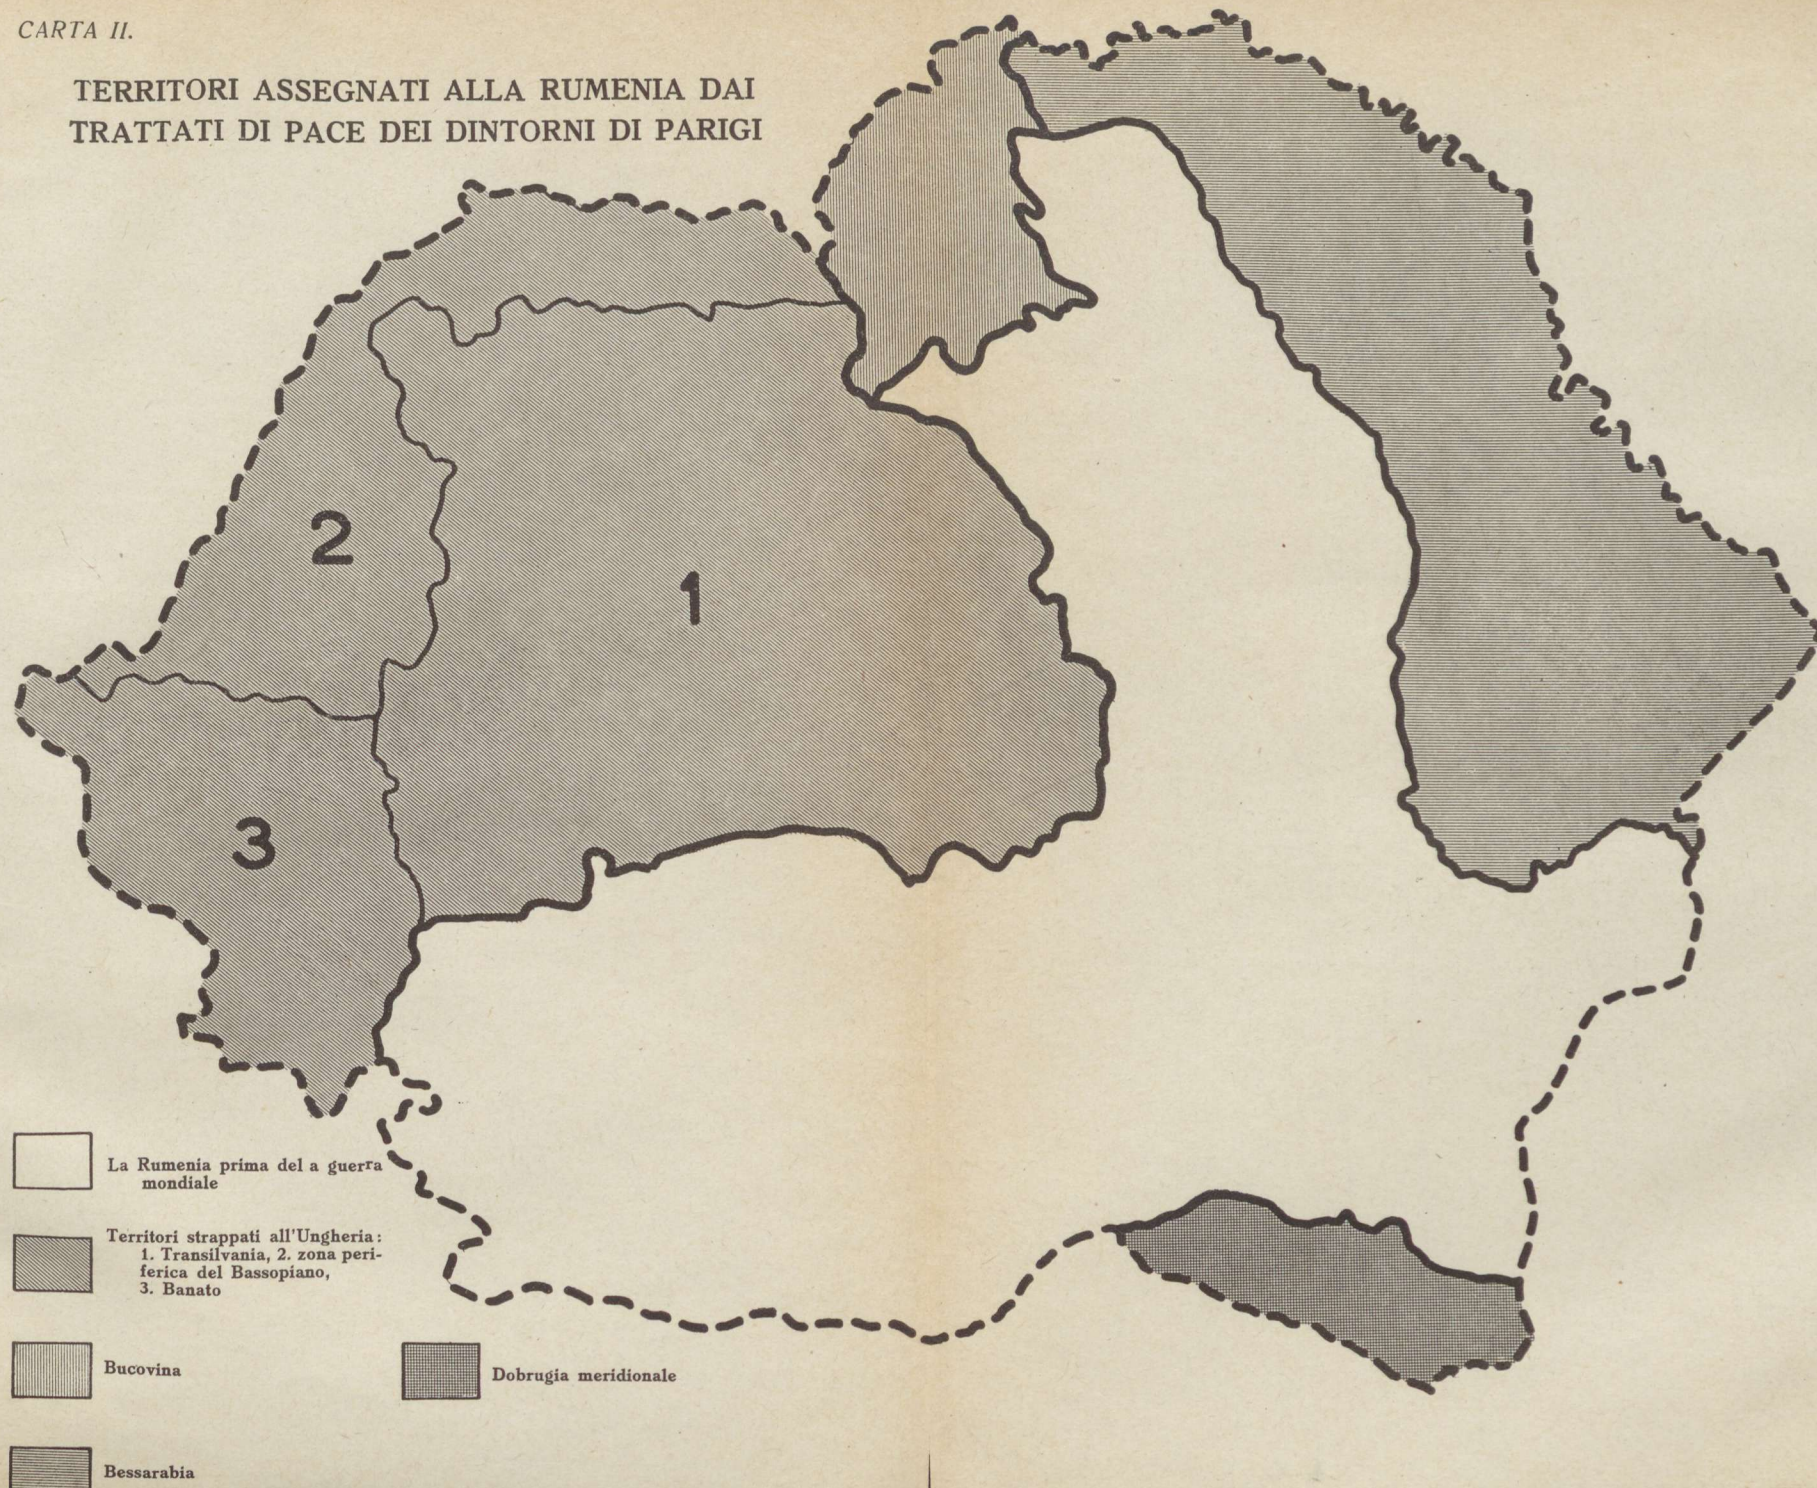 CARTA II.
TERRITORI ASSEGNATI ALLA RUMENIA DAI
TRATTATI DI PACE DEI DINTORNI DI PARIGI
2
1
3
La Rumenia prima del a guerra
mondiale
Territori strappati all'Ungheria:
1. Transilvania, 2. zona peri-
ferica del Bassopiano,
3. Banato
Bucovina
Dobrugia meridionale
Bessarabia